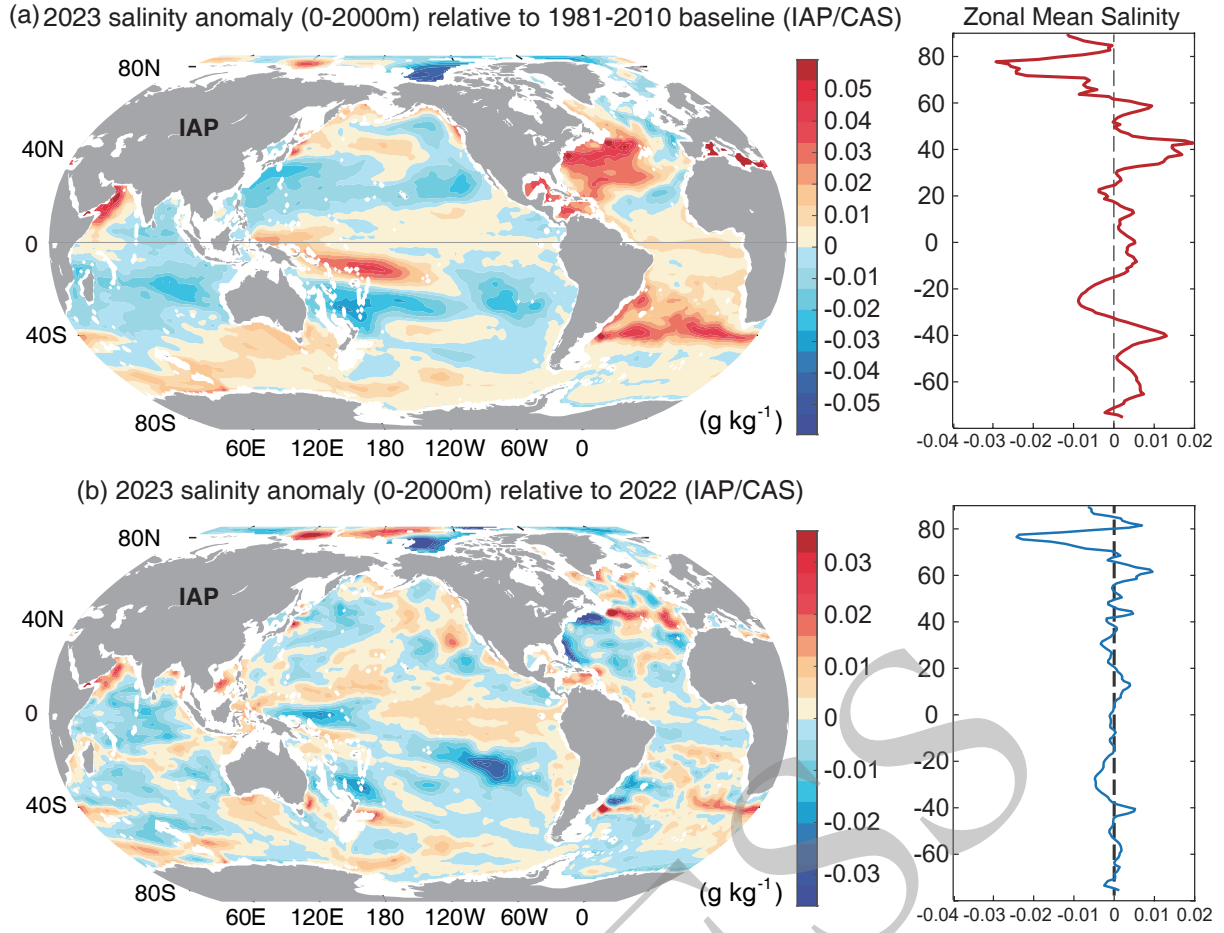 (a) 2023 salinity anomaly (0-2000m) relative to 1981-2010 baseline (IAP/CAS)
Zonal Mean Salinity
80N
IAP
40N
0
40S
80S
60E 120E 180 120W 60W 0
0.05
0.04
0.03
0.02
0.01
0
-0.01
-0.02
-0.03
-0.04
-0.05
(g kg⁻¹)
80
60
40
20
0
-20
-40
-60
-0.04 -0.03 -0.02 -0.01 0 0.01 0.02
(b) 2023 salinity anomaly (0-2000m) relative to 2022 (IAP/CAS)
80N
IAP
40N
0
40S
80S
60E 120E 180 120W 60W 0
0.03
0.02
0.01
0
-0.01
-0.02
-0.03
(g kg⁻¹)
80
60
40
20
0
-20
-40
-60
-0.04 -0.03 -0.02 -0.01 0 0.01 0.02